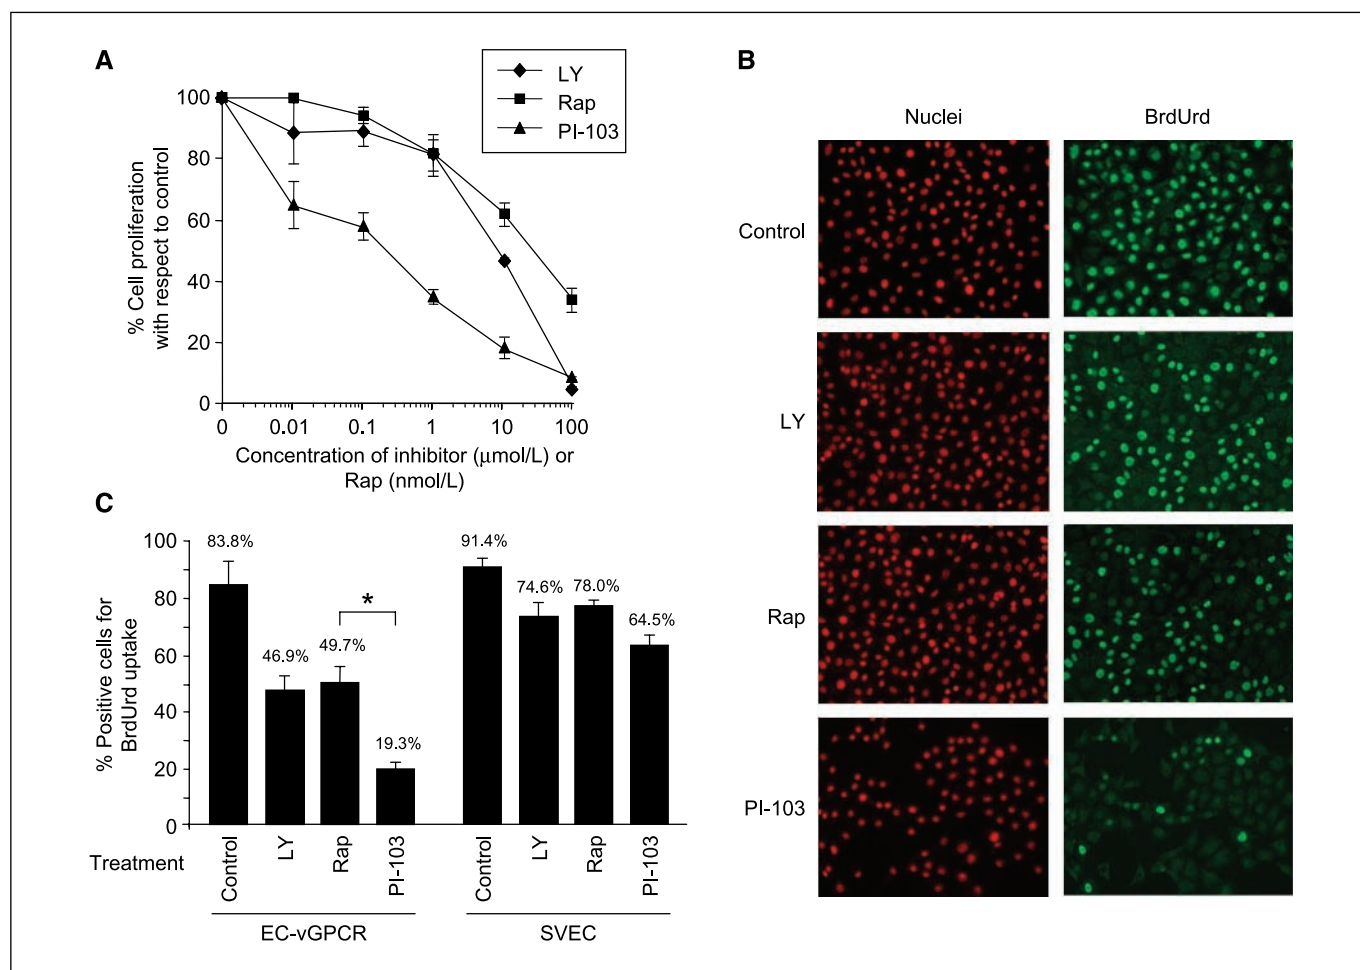 A
LY
Rap
PI-103
100
80
60
40
20
0
% Cell proliferation
with respect to control
0 0.01 0.1 1 10 100
Concentration of inhibitor (μmol/L) or
Rap (nmol/L)
B
Nuclei BrdUrd
Control
LY
Rap
PI-103
C
100
80
60
40
20
0
% Positive cells for
BrdUrd uptake
83.8%
46.9%
49.7%
19.3%
*
91.4%
74.6%
78.0%
64.5%
Treatment
Control
LY
Rap
PI-103
Control
LY
Rap
PI-103
EC-vGPCR SVEC